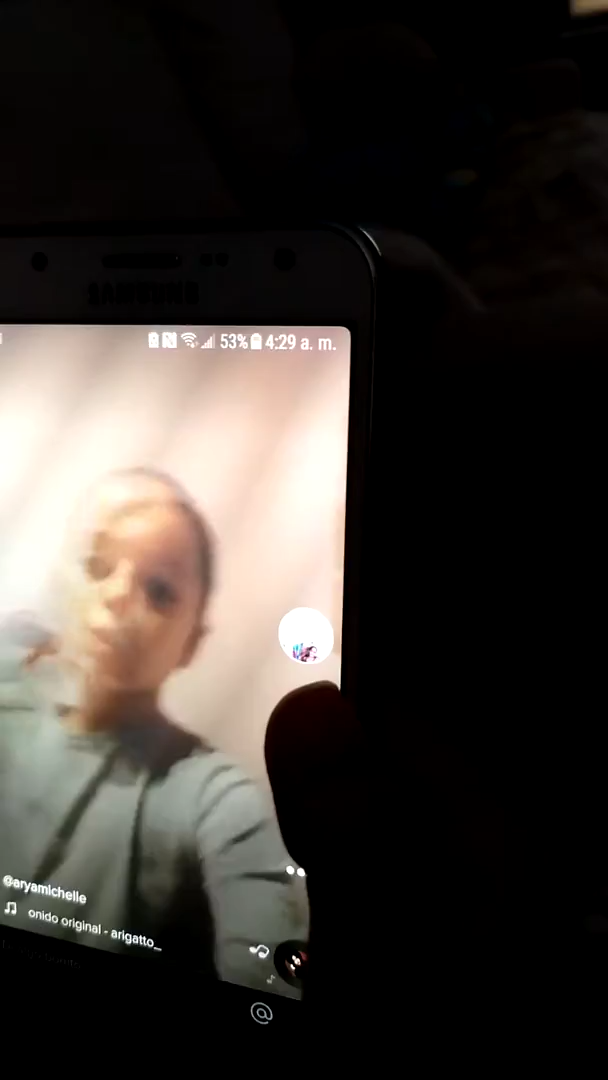 SAMSUNG
53% 4:29 a. m.
@aryamichelle
onido original - arigatto_
@